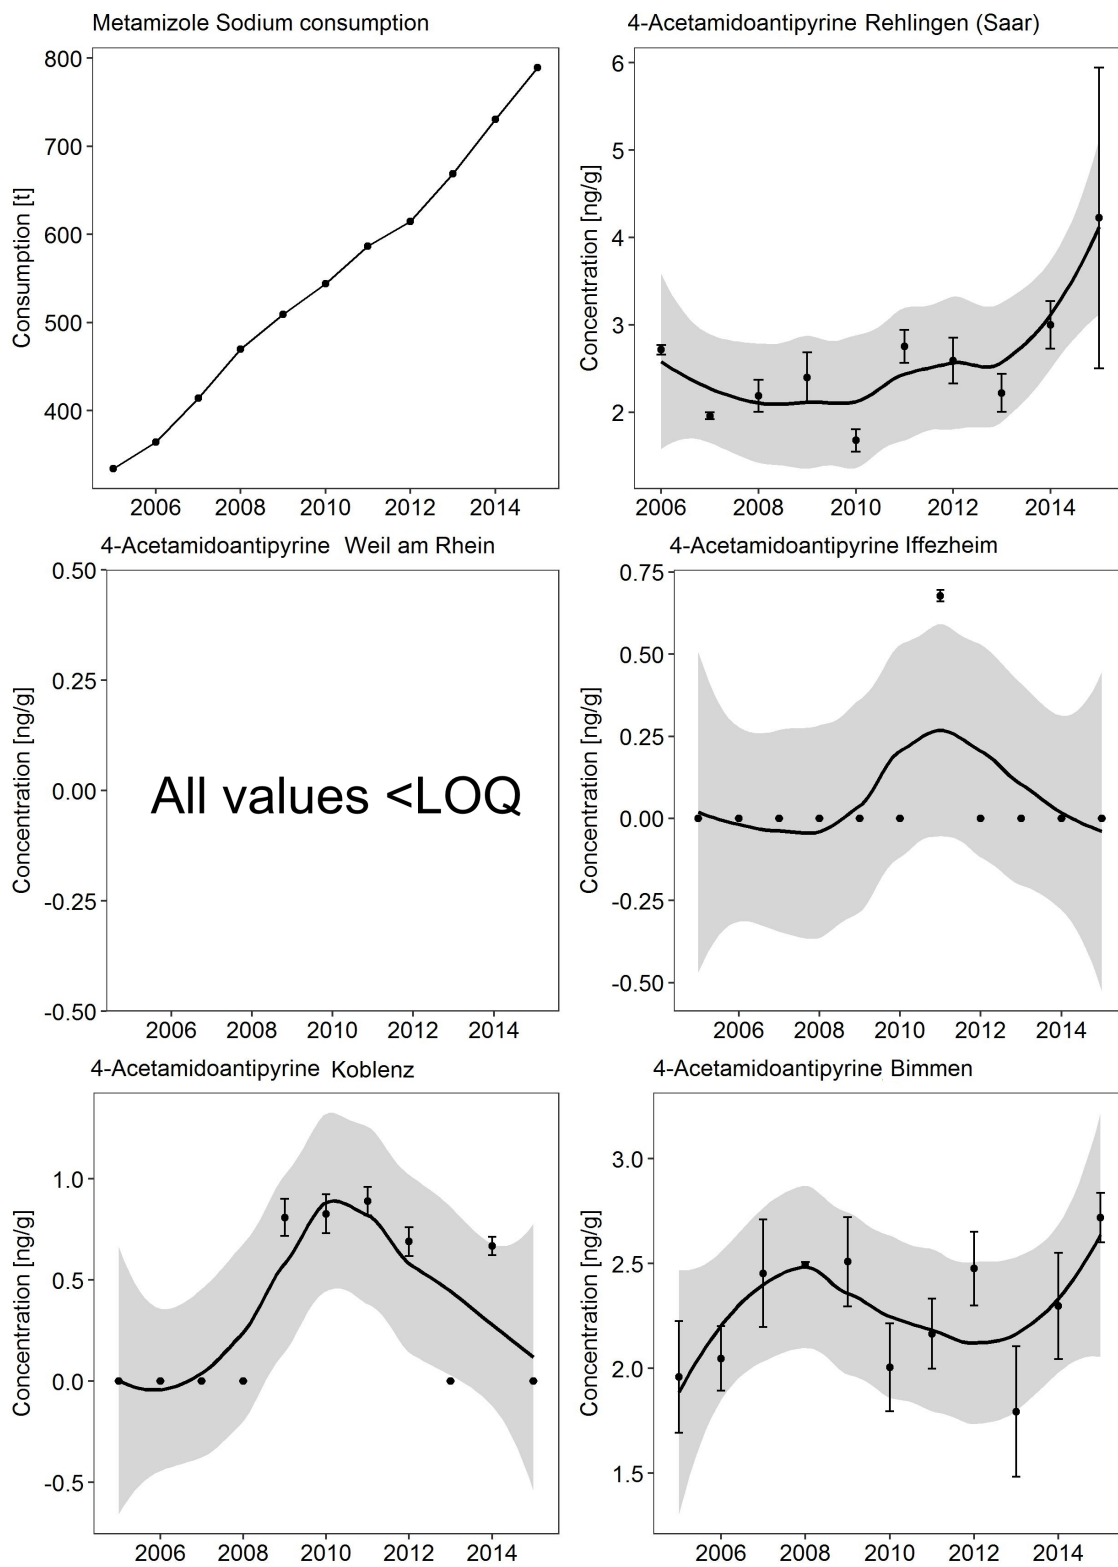 Metamizole Sodium consumption
Consumption [t]
800
700
600
500
400
2006 2008 2010 2012 2014
4-Acetamidoantipyrine Rehlingen (Saar)
Concentration [ng/g]
6
5
4
3
2
2006 2008 2010 2012 2014
4-Acetamidoantipyrine Weil am Rhein
Concentration [ng/g]
0.50
0.25
0.00
-0.25
-0.50
All values <LOQ
2006 2008 2010 2012 2014
4-Acetamidoantipyrine Iffezheim
Concentration [ng/g]
0.75
0.50
0.25
0.00
-0.25
-0.50
2006 2008 2010 2012 2014
4-Acetamidoantipyrine Koblenz
Concentration [ng/g]
1.0
0.5
0.0
-0.5
2006 2008 2010 2012 2014
4-Acetamidoantipyrine Bimmen
Concentration [ng/g]
3.0
2.5
2.0
1.5
2006 2008 2010 2012 2014